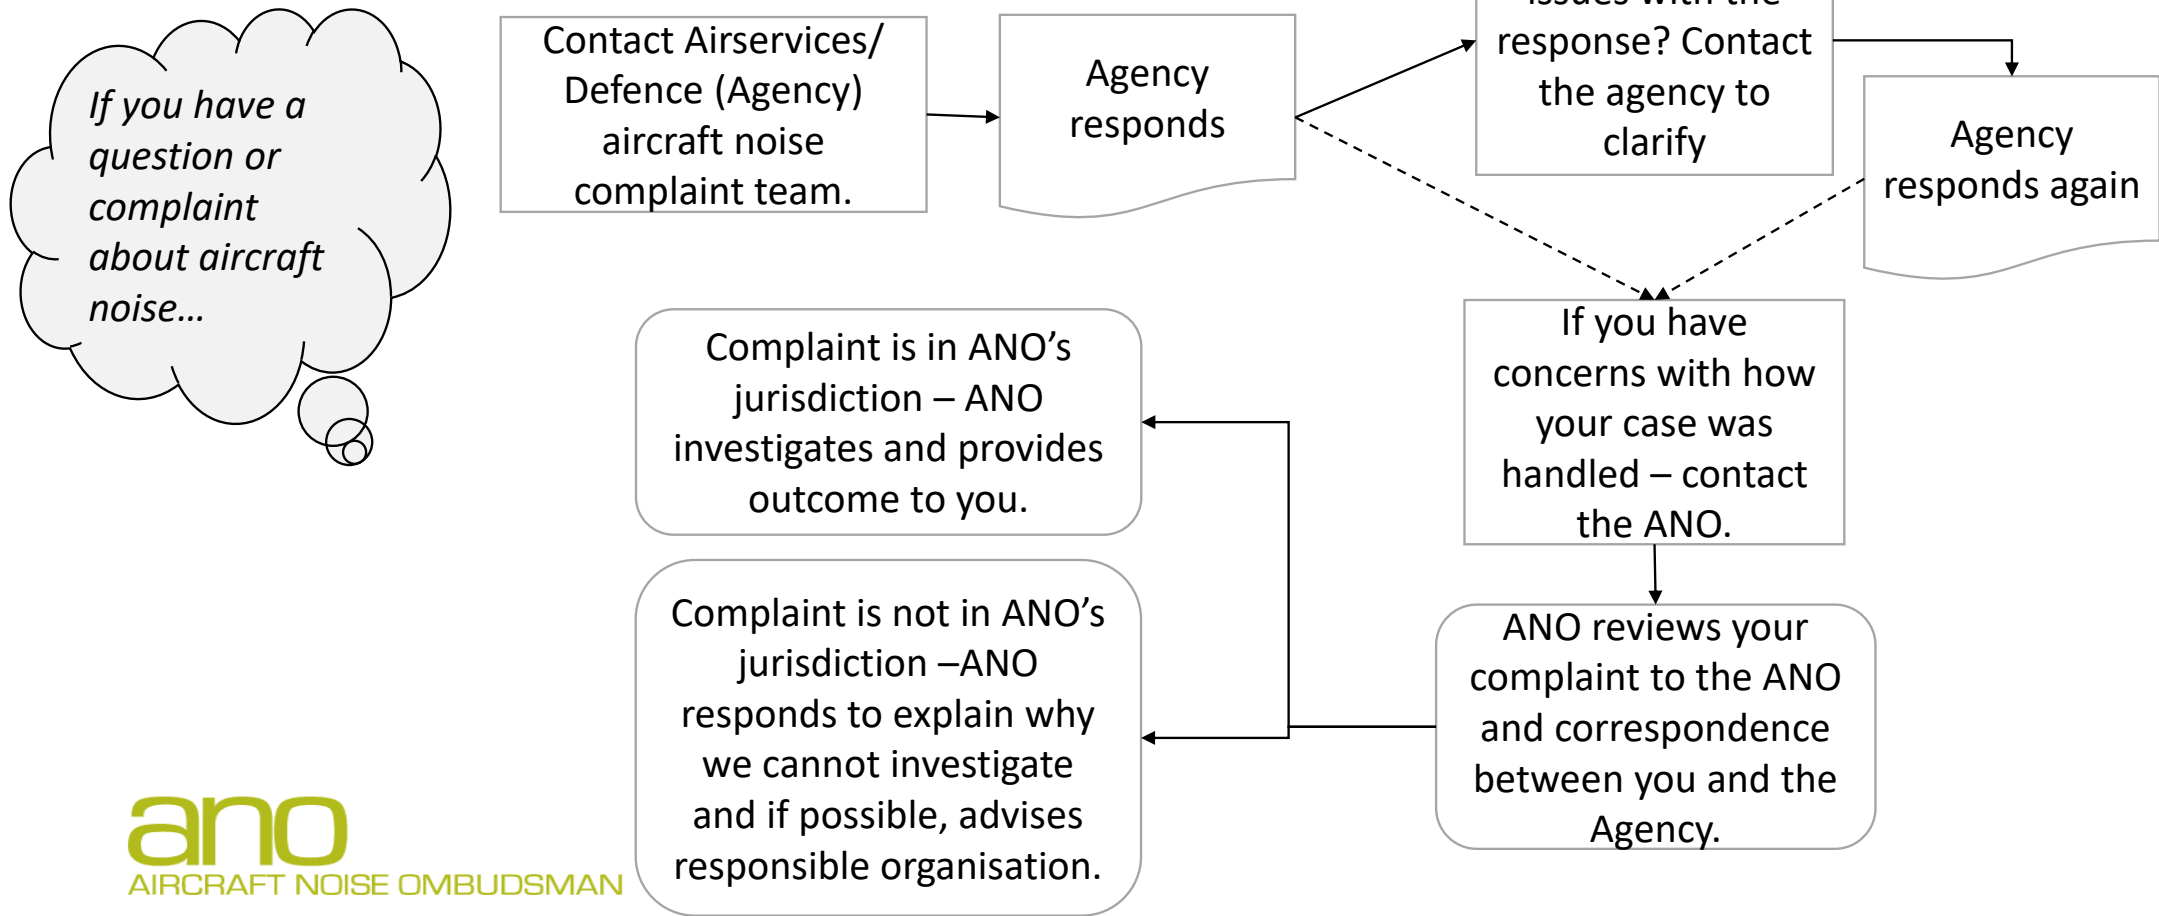 If you have a
question or
complaint
about aircraft
noise…
Contact Airservices/
Defence (Agency)
aircraft noise
complaint team.
Agency
responds
issues with the
response? Contact
the agency to
clarify
Agency
responds again
If you have
concerns with how
your case was
handled – contact
the ANO.
ANO reviews your
complaint to the ANO
and correspondence
between you and the
Agency.
Complaint is in ANO’s
jurisdiction – ANO
investigates and provides
outcome to you.
Complaint is not in ANO’s
jurisdiction –ANO
responds to explain why
we cannot investigate
and if possible, advises
responsible organisation.
ano
AIRCRAFT NOISE OMBUDSMAN